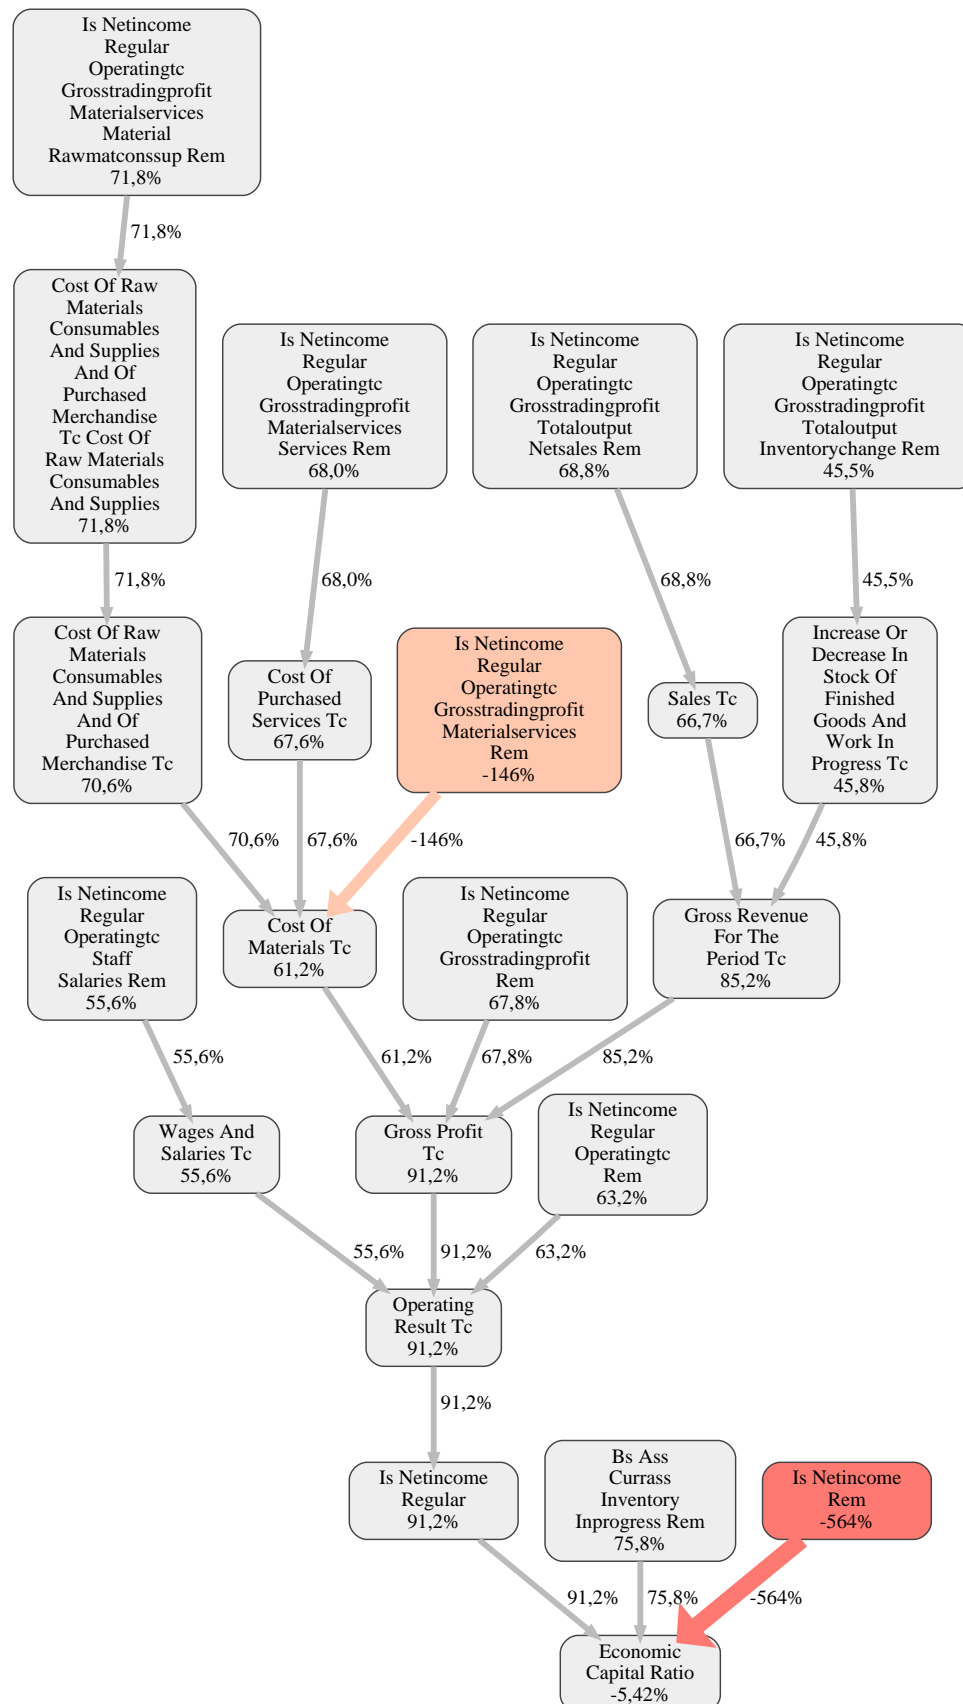 Is Netincome
Regular
Operatingtc
Grosstradingprofit
Materialservices
Material
Rawmatconssup Rem
71,8%
71,8%
Cost Of Raw
Materials
Consumables
And Supplies
And Of
Purchased
Merchandise
Tc Cost Of
Raw Materials
Consumables
And Supplies
71,8%
Is Netincome
Regular
Operatingtc
Grosstradingprofit
Materialservices
Services Rem
68,0%
Is Netincome
Regular
Operatingtc
Grosstradingprofit
Totaloutput
Netsales Rem
68,8%
Is Netincome
Regular
Operatingtc
Grosstradingprofit
Totaloutput
Inventorychange Rem
45,5%
71,8%
68,0%
68,8%
45,5%
Cost Of Raw
Materials
Consumables
And Supplies
And Of
Purchased
Merchandise Tc
70,6%
Cost Of
Purchased
Services Tc
67,6%
Is Netincome
Regular
Operatingtc
Grosstradingprofit
Materialservices
Rem
-146%
Sales Tc
66,7%
Increase Or
Decrease In
Stock Of
Finished
Goods And
Work In
Progress Tc
45,8%
70,6%
67,6%
-146%
66,7%
45,8%
Is Netincome
Regular
Operatingtc
Staff
Salaries Rem
55,6%
Cost Of
Materials Tc
61,2%
Is Netincome
Regular
Operatingtc
Grosstradingprofit
Rem
67,8%
Gross Revenue
For The
Period Tc
85,2%
55,6%
61,2%
67,8%
85,2%
Wages And
Salaries Tc
55,6%
Gross Profit
Tc
91,2%
Is Netincome
Regular
Operatingtc
Rem
63,2%
55,6%
91,2%
63,2%
Operating
Result Tc
91,2%
91,2%
Is Netincome
Regular
91,2%
Bs Ass
Currass
Inventory
Inprogress Rem
75,8%
Is Netincome
Rem
-564%
91,2%
75,8%
-564%
Economic
Capital Ratio
-5,42%